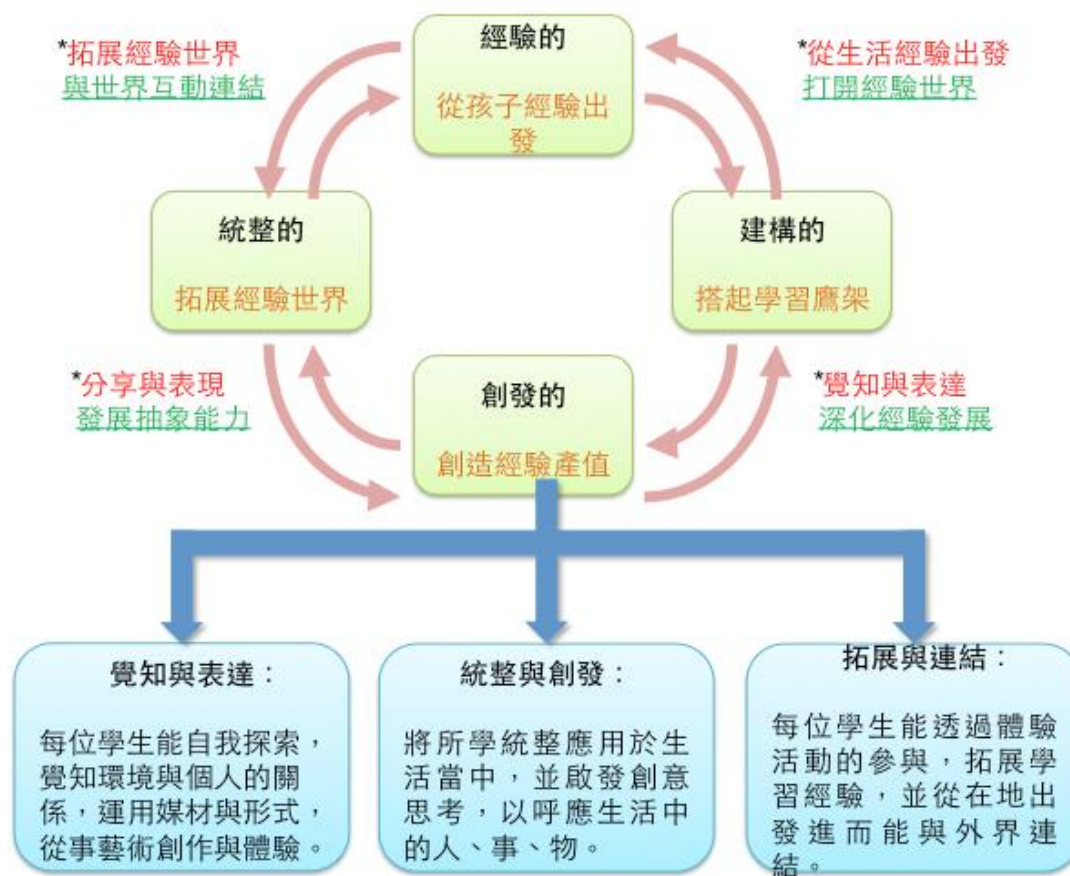 經驗的
從孩子經驗出
發
*拓展經驗世界
與世界互動連結
*從生活經驗出發
打開經驗世界
統整的
拓展經驗世界
建構的
搭起學習鷹架
*分享與表現
發展抽象能力
創發的
創造經驗產值
*覺知與表達
深化經驗發展
覺知與表達：
每位學生能自我探索，
覺知環境與個人的關
係，運用媒材與形式，
從事藝術創作與體驗。
統整與創發：
將所學統整應用於生
活當中，並啟發創意
思考，以呼應生活中
的人、事、物。
拓展與連結：
每位學生能透過體驗
活動的參與，拓展學
習經驗，並從在地出
發進而能與外界連
結。